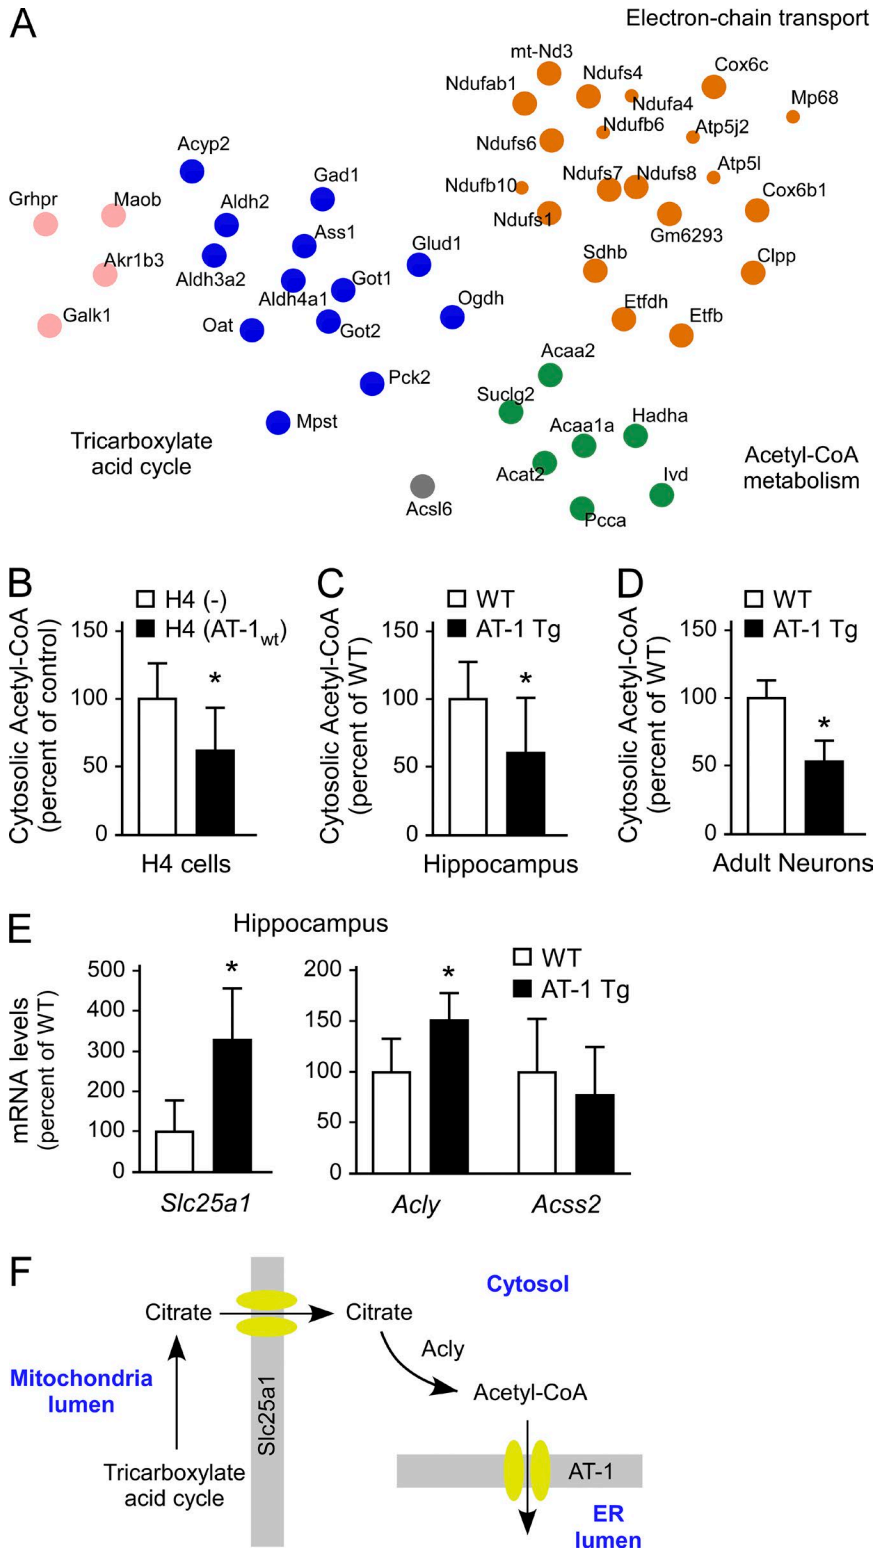 A
Electron-chain transport
mt-Nd3
Ndufab1
Ndufs4
Cox6c
Ndufa4
Mp68
Ndufs6
Ndufb6
Atp5j2
Acyp2
Gad1
Ndufb10
Ndufs7
Ndufs8
Atp5l
Grhpr
Maob
Aldh2
Cox6b1
Ass1
Glud1
Ndufs1
Gm6293
Akr1b3
Aldh3a2
Sdhb
Clpp
Aldh4a1
Got1
Ogdh
Etfdh
Etfb
Galk1
Oat
Got2
Acaa2
Pck2
Suclg2
Mpst
Acaa1a
Hadha
Tricarboxylate
acid cycle
Acat2
Ivd
Acetyl-CoA
metabolism
Acsl6
Pcca
B
H4 (-)
H4 (AT-1wt)
Cytosolic Acetyl-CoA
(percent of control)
150
100
50
0
*
H4 cells
C
WT
AT-1 Tg
Cytosolic Acetyl-CoA
(percent of WT)
150
100
50
0
*
Hippocampus
D
WT
AT-1 Tg
Cytosolic Acetyl-CoA
(percent of WT)
150
100
50
0
*
Adult Neurons
E
Hippocampus
WT
AT-1 Tg
mRNA levels
(percent of WT)
500
400
300
200
100
0
*
Slc25a1
200
150
100
50
0
*
Acly
Acss2
F
Cytosol
Citrate
Citrate
Acly
Mitochondria
lumen
Slc25a1
Acetyl-CoA
Tricarboxylate
acid cycle
AT-1
ER
lumen